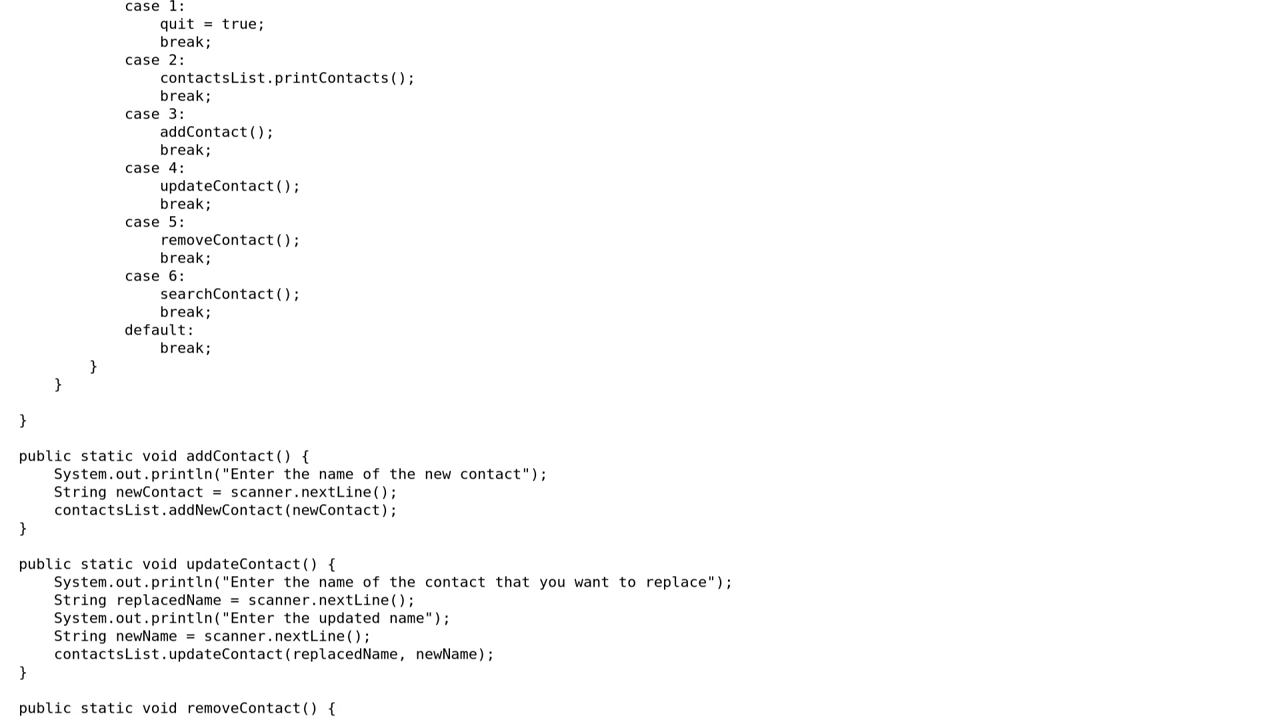 case 1:
                quit = true;
                break;
            case 2:
                contactsList.printContacts();
                break;
            case 3:
                addContact();
                break;
            case 4:
                updateContact();
                break;
            case 5:
                removeContact();
                break;
            case 6:
                searchContact();
                break;
            default:
                break;
        }
    }

}

public static void addContact() {
    System.out.println("Enter the name of the new contact");
    String newContact = scanner.nextLine();
    contactsList.addNewContact(newContact);
}

public static void updateContact() {
    System.out.println("Enter the name of the contact that you want to replace");
    String replacedName = scanner.nextLine();
    System.out.println("Enter the updated name");
    String newName = scanner.nextLine();
    contactsList.updateContact(replacedName, newName);
}

public static void removeContact() {